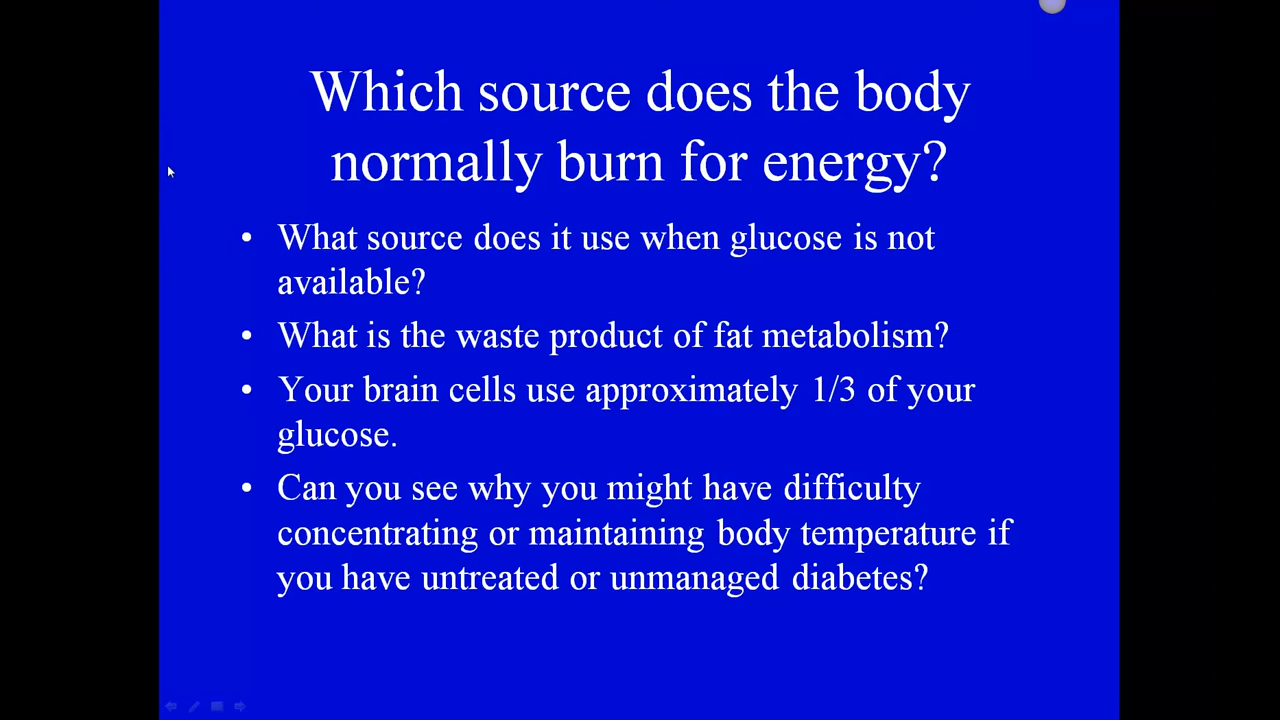 Which source does the body
normally burn for energy?
• What source does it use when glucose is not
available?
• What is the waste product of fat metabolism?
• Your brain cells use approximately 1/3 of your
glucose.
• Can you see why you might have difficulty
concentrating or maintaining body temperature if
you have untreated or unmanaged diabetes?